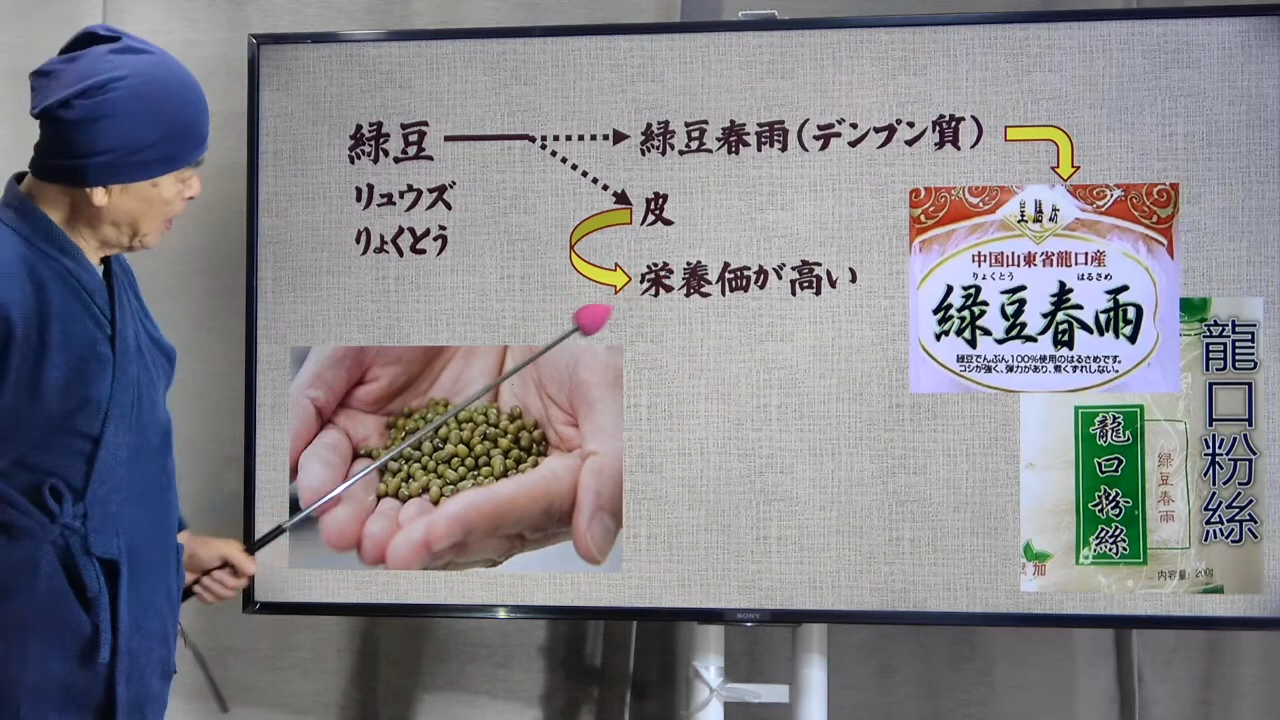 緑豆
緑豆春雨(デンプン質)
リュウズ
りょくとう
皮
栄養価が高い
皇膳坊
中国山東省龍口産
りょくとう はるさめ
緑豆春雨
緑豆でんぷん100%使用のはるさめです。
コシが強く、弾力があり、煮くずれしない。
龍口粉絲
龍口粉絲
緑豆春雨
加
内容量: 200g
SONY